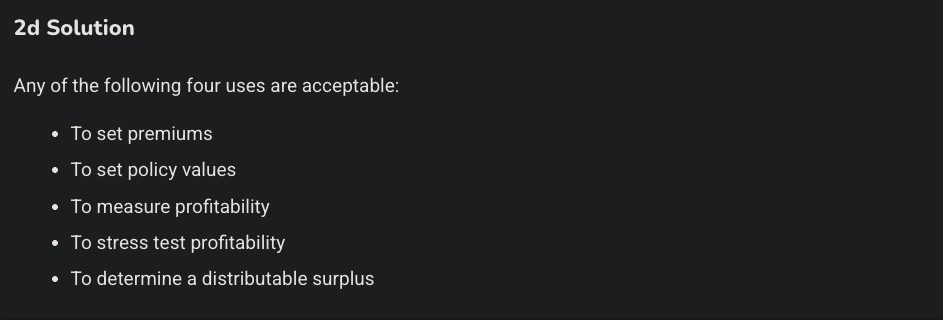 2d Solution
Any of the following four uses are acceptable:
• To set premiums
• To set policy values
• To measure profitability
• To stress test profitability
• To determine a distributable surplus